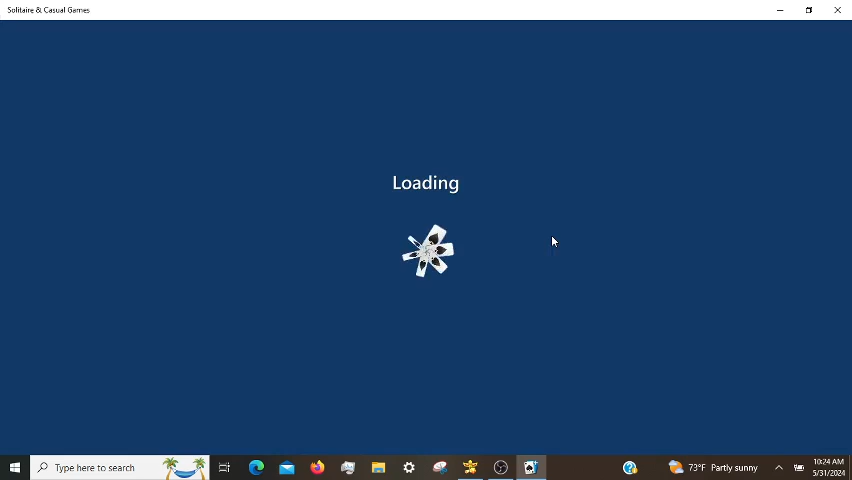 Solitaire & Casual Games
Loading
Type here to search
73°F Partly sunny
10:24 AM
5/31/2024